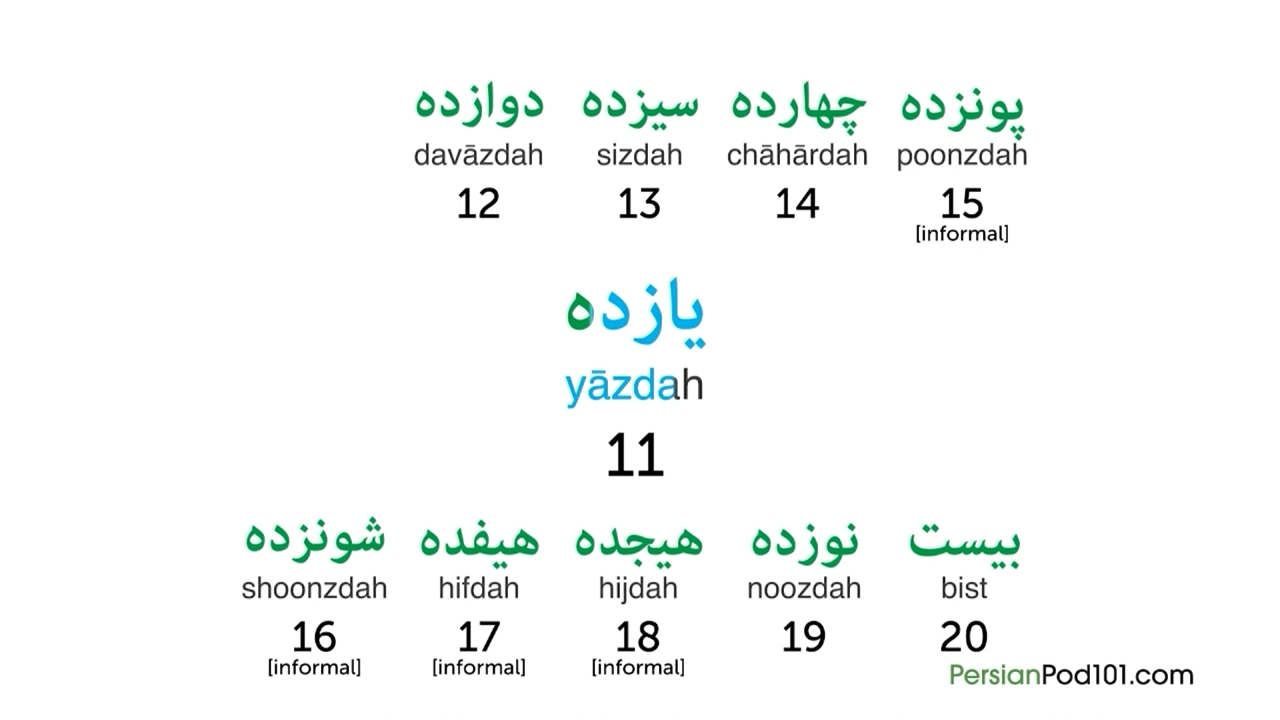 دوازده سیزده چهارده پونزده
davāzdah sizdah chāhārdah poonzdah
12 13 14 15
[informal]
یازده
yāzdah
11
شونزده هیفده هیجده نوزده بیست
shoonzdah hifdah hijdah noozdah bist
16 17 18 19 20
[informal] [informal] [informal]
PersianPod101.com